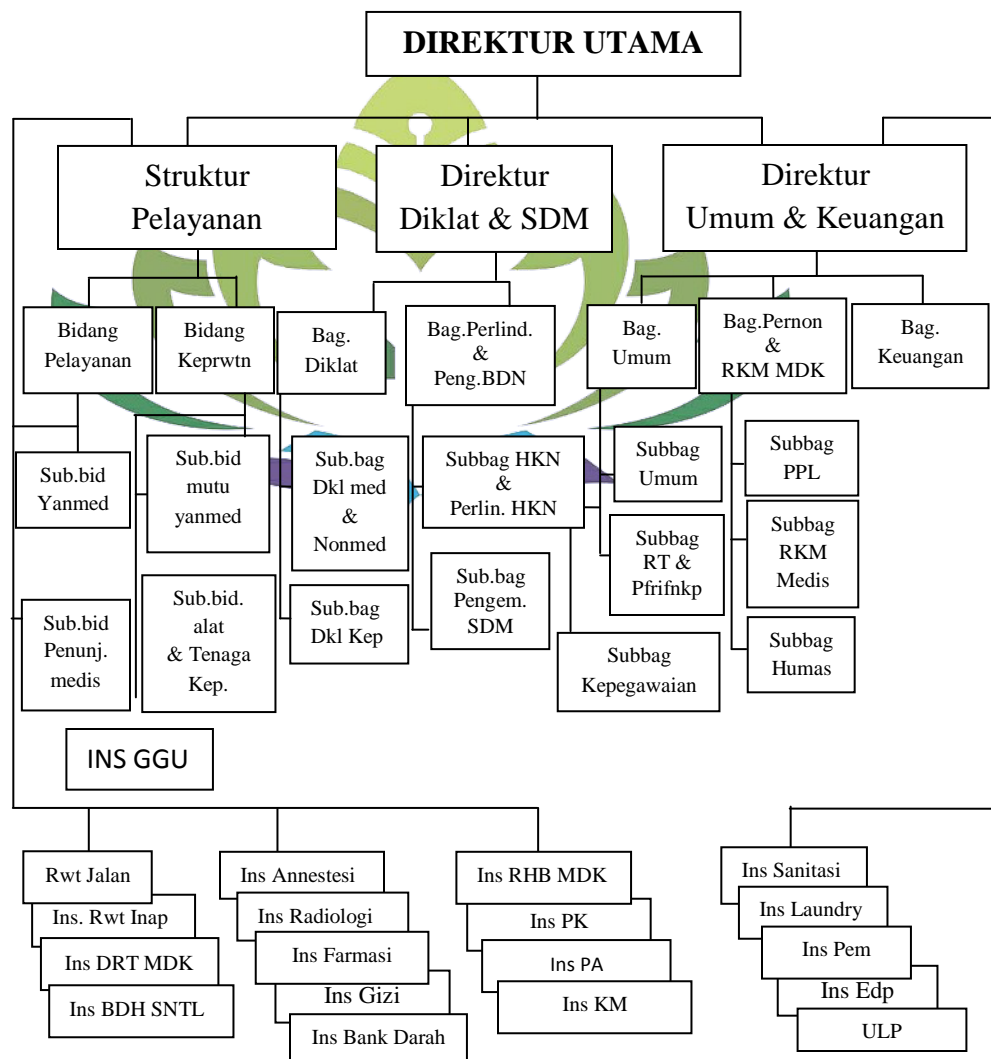 DIREKTUR UTAMA
Struktur
Pelayanan
Direktur
Diklat & SDM
Direktur
Umum & Keuangan
Bidang
Pelayanan
Bidang
Keprwtn
Bag.
Diklat
Bag.Perlind.
&
Peng.BDN
Bag.
Umum
Bag.Pernon
&
RKM MDK
Bag.
Keuangan
Sub.bid
Yanmed
Sub.bid
mutu
yanmed
Sub.bag
Dkl med
&
Nonmed
Subbag HKN
&
Perlin. HKN
Subbag
Umum
Subbag
PPL
Sub.bid
Penunj.
medis
Sub.bid.
alat
& Tenaga
Kep.
Sub.bag
Dkl Kep
Sub.bag
Pengem.
SDM
Subbag
RT &
Pfrifnkp
Subbag
RKM
Medis
Subbag
Kepegawaian
Subbag
Humas
INS GGU
Rwt Jalan
Ins. Rwt Inap
Ins DRT MDK
Ins BDH SNTL
Ins Annestesi
Ins Radiologi
Ins Farmasi
Ins Gizi
Ins Bank Darah
Ins RHB MDK
Ins PK
Ins PA
Ins KM
Ins Sanitasi
Ins Laundry
Ins Pem
Ins Edp
ULP